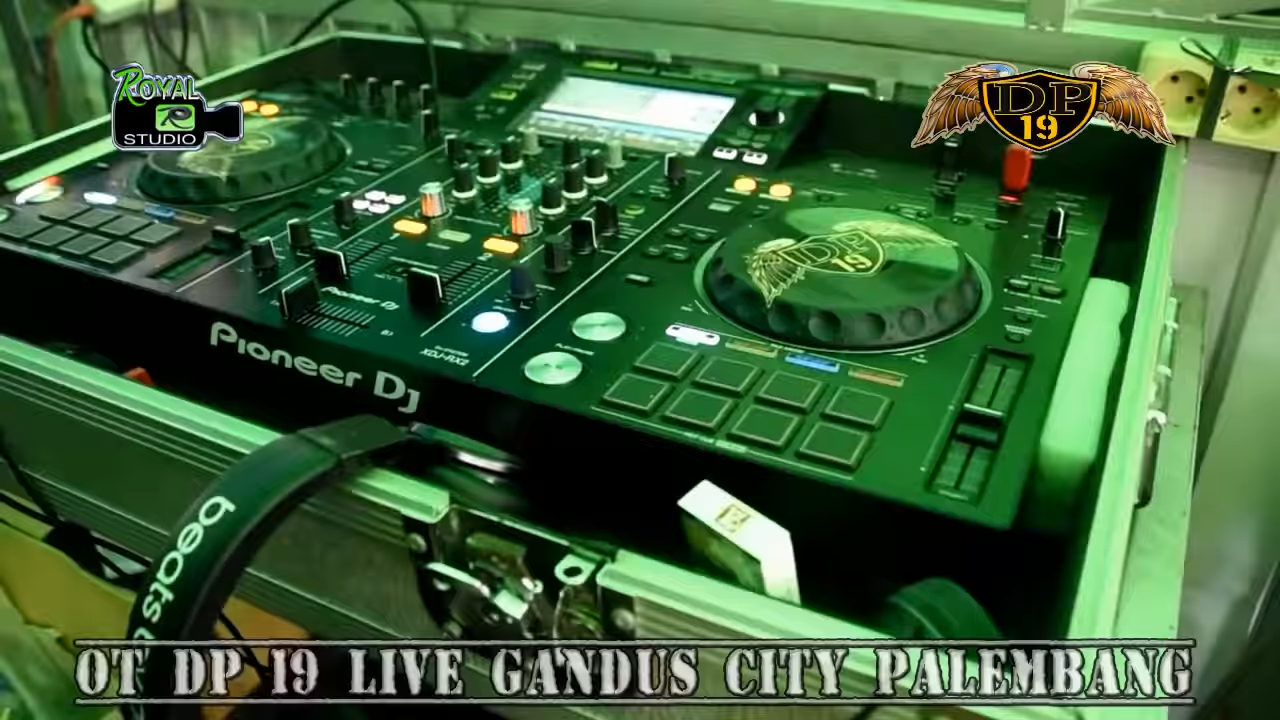 ROYAL
R
STUDIO
DP
19
DP
19
Pioneer Dj
XDJ-RX2
Pioneer Dj
beats
OT DP 19 LIVE GANDUS CITY PALEMBANG